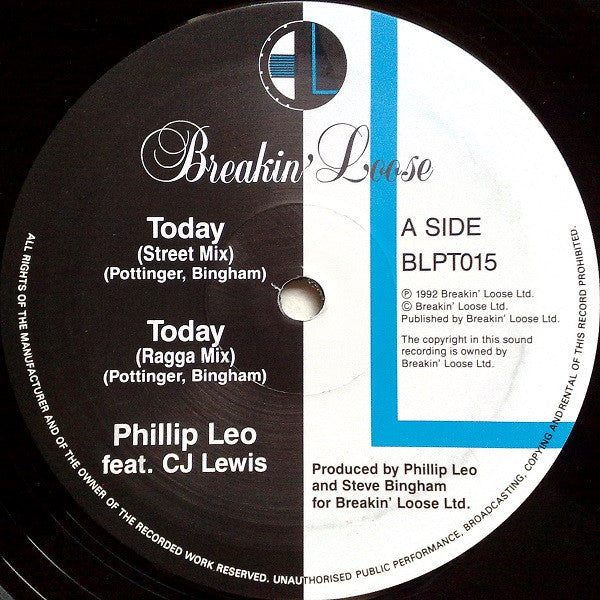 Breakin' Loose
Today
(Street Mix)
(Pottinger, Bingham)
Today
(Ragga Mix)
(Pottinger, Bingham)
Phillip Leo
feat. CJ Lewis
A SIDE
BLPT015
℗ 1992 Breakin' Loose Ltd.
© Breakin' Loose Ltd.
Published by Breakin' Loose Ltd.
The copyright in this sound
recording is owned by
Breakin' Loose Ltd.
Produced by Phillip Leo
and Steve Bingham
for Breakin' Loose Ltd.
ALL RIGHTS OF THE MANUFACTURER AND OF THE OWNER OF THE RECORDED WORK RESERVED. UNAUTHORISED PUBLIC PERFORMANCE, BROADCASTING, COPYING AND RENTAL OF THIS RECORD PROHIBITED.